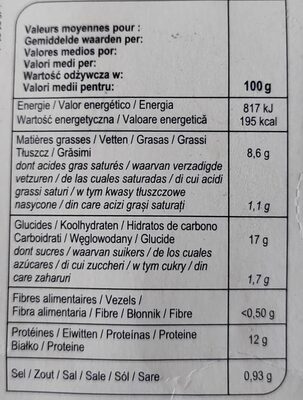 Valeurs moyennes pour :
Gemiddelde waarden per:
Valores medios por:
Valori medi per:
Wartość odżywcza w:
Valori medii pentru: 100 g
Energie / Valor energético / Energia 817 kJ
Wartość energetyczna / Valoare energetică 195 kcal
Matières grasses / Vetten / Grasas / Grassi
Tłuszcz / Grăsimi 8,6 g
dont acides gras saturés / waarvan verzadigde
vetzuren / de las cuales saturadas / di cui acidi
grassi saturi / w tym kwasy tłuszczowe
nasycone / din care acizi grași saturați 1,1 g
Glucides / Koolhydraten / Hidratos de carbono
Carboidrati / Węglowodany / Glucide 17 g
dont sucres / waarvan suikers / de los cuales
azúcares / di cui zuccheri / w tym cukry / din
care zaharuri 1,7 g
Fibres alimentaires / Vezels /
Fibra alimentaria / Fibre / Błonnik / Fibre <0,50 g
Protéines / Eiwitten / Proteínas / Proteine
Białko / Proteine 12 g
Sel / Zout / Sal / Sale / Sól / Sare 0,93 g